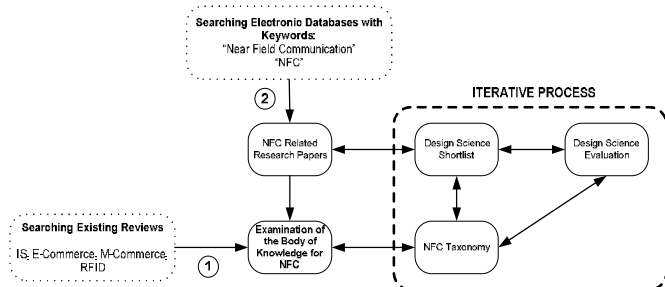 Searching Electronic Databases with
Keywords:
“Near Field Communication”
“NFC”
2
ITERATIVE PROCESS
NFC Related
Research Papers
Design Science
Shortlist
Design Science
Evaluation
Searching Existing Reviews
IS, E-Commerce, M-Commerce,
RFID
1
Examination of
the Body of
Knowledge for
NFC
NFC Taxonomy